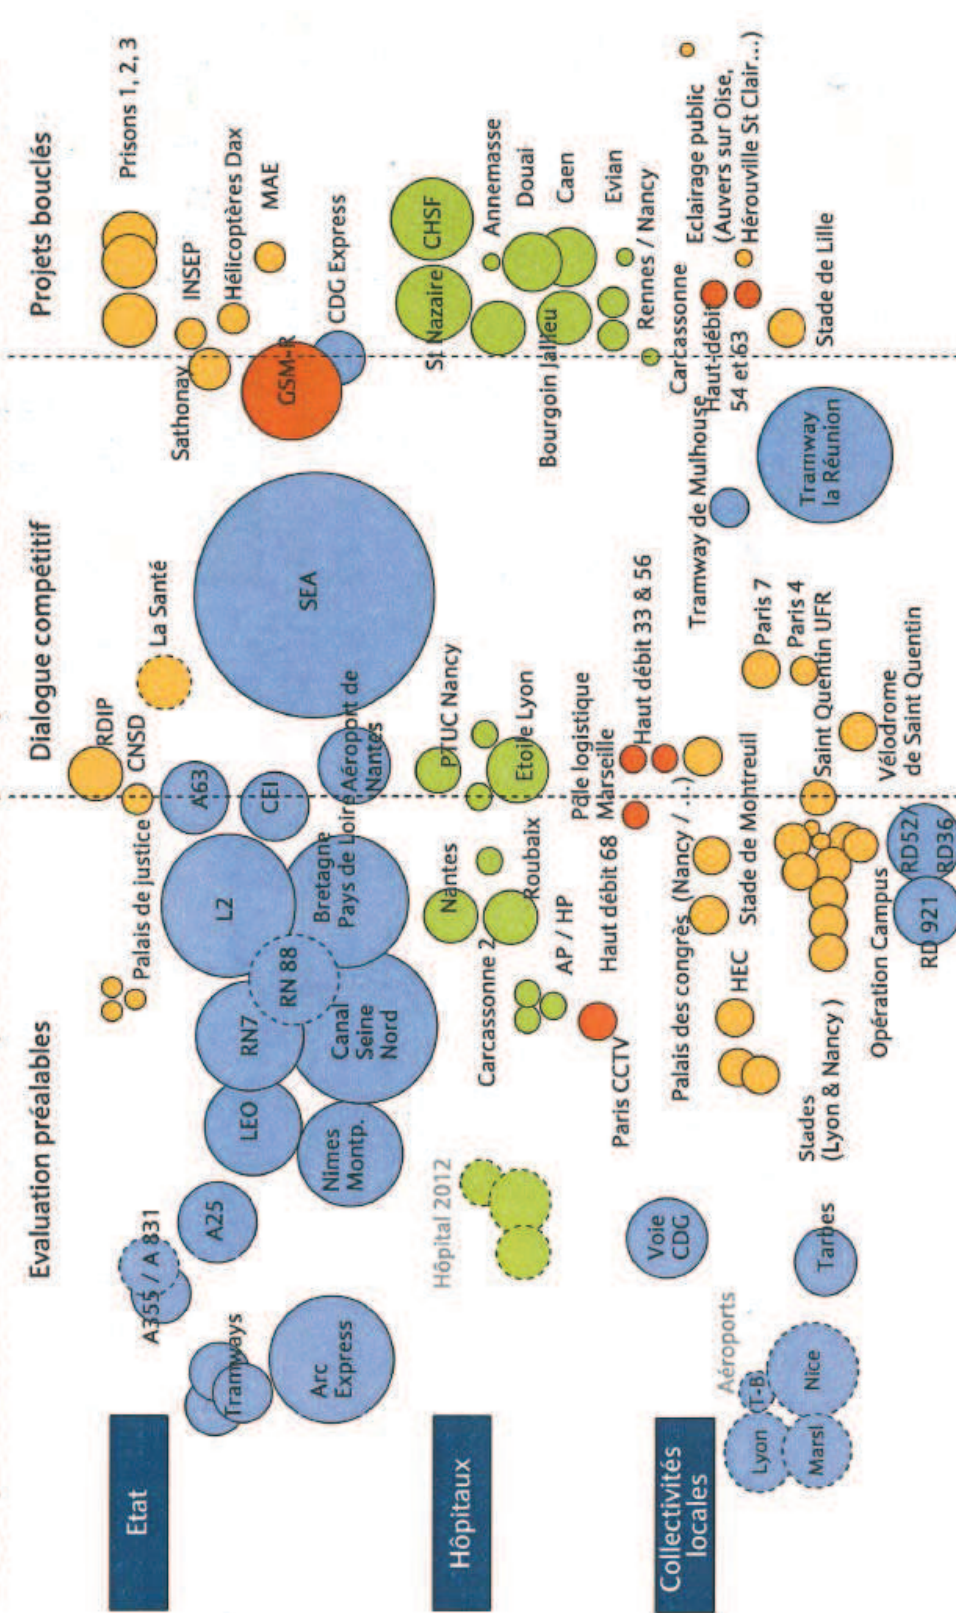 Evaluation préalables
Dialogue compétitif
Projets bouclés
Etat
Tramways
Arc
Express
A355 / A 831
A25
LEO
Nimes
Montp.
RN7
RN 88
Canal
Seine
Nord
Palais de justice
L2
Bretagne
Pays de Loire
RDIP
CNSD
A63
CEI
Aéroport de
Nantes
La Santé
SEA
Sathonay
GSM-R
Prisons 1, 2, 3
INSEP
Hélicoptères Dax
MAE
CDG Express
Hôpitaux
Hôpital 2012
Carcassonne 2
AP / HP
Nantes
Roubaix
PTUC Nancy
Etoile Lyon
Pôle logistique
Marseille
St Nazaire
CHSF
Bourgoin Jallieu
Annemasse
Douai
Caen
Evian
Rennes / Nancy
Carcassonne
Collectivités
locales
Aéroports
Lyon
T-B
Marsl
Nice
Voie
CDG
Tarbes
Paris CCTV
Haut débit 68
Haut débit 33 & 56
Palais des congrès (Nancy / ...)
Stade de Montreuil
HEC
Stades
(Lyon & Nancy )
Opération Campus
RD 921
RD52/
RD36
Saint Quentin UFR
Vélodrome
de Saint Quentin
Paris 7
Paris 4
Tramway de Mulhouse
Tramway
la Réunion
Haut-débit
54 et 63
Eclairage public
(Auvers sur Oise,
Hérouville St Clair...)
Stade de Lille